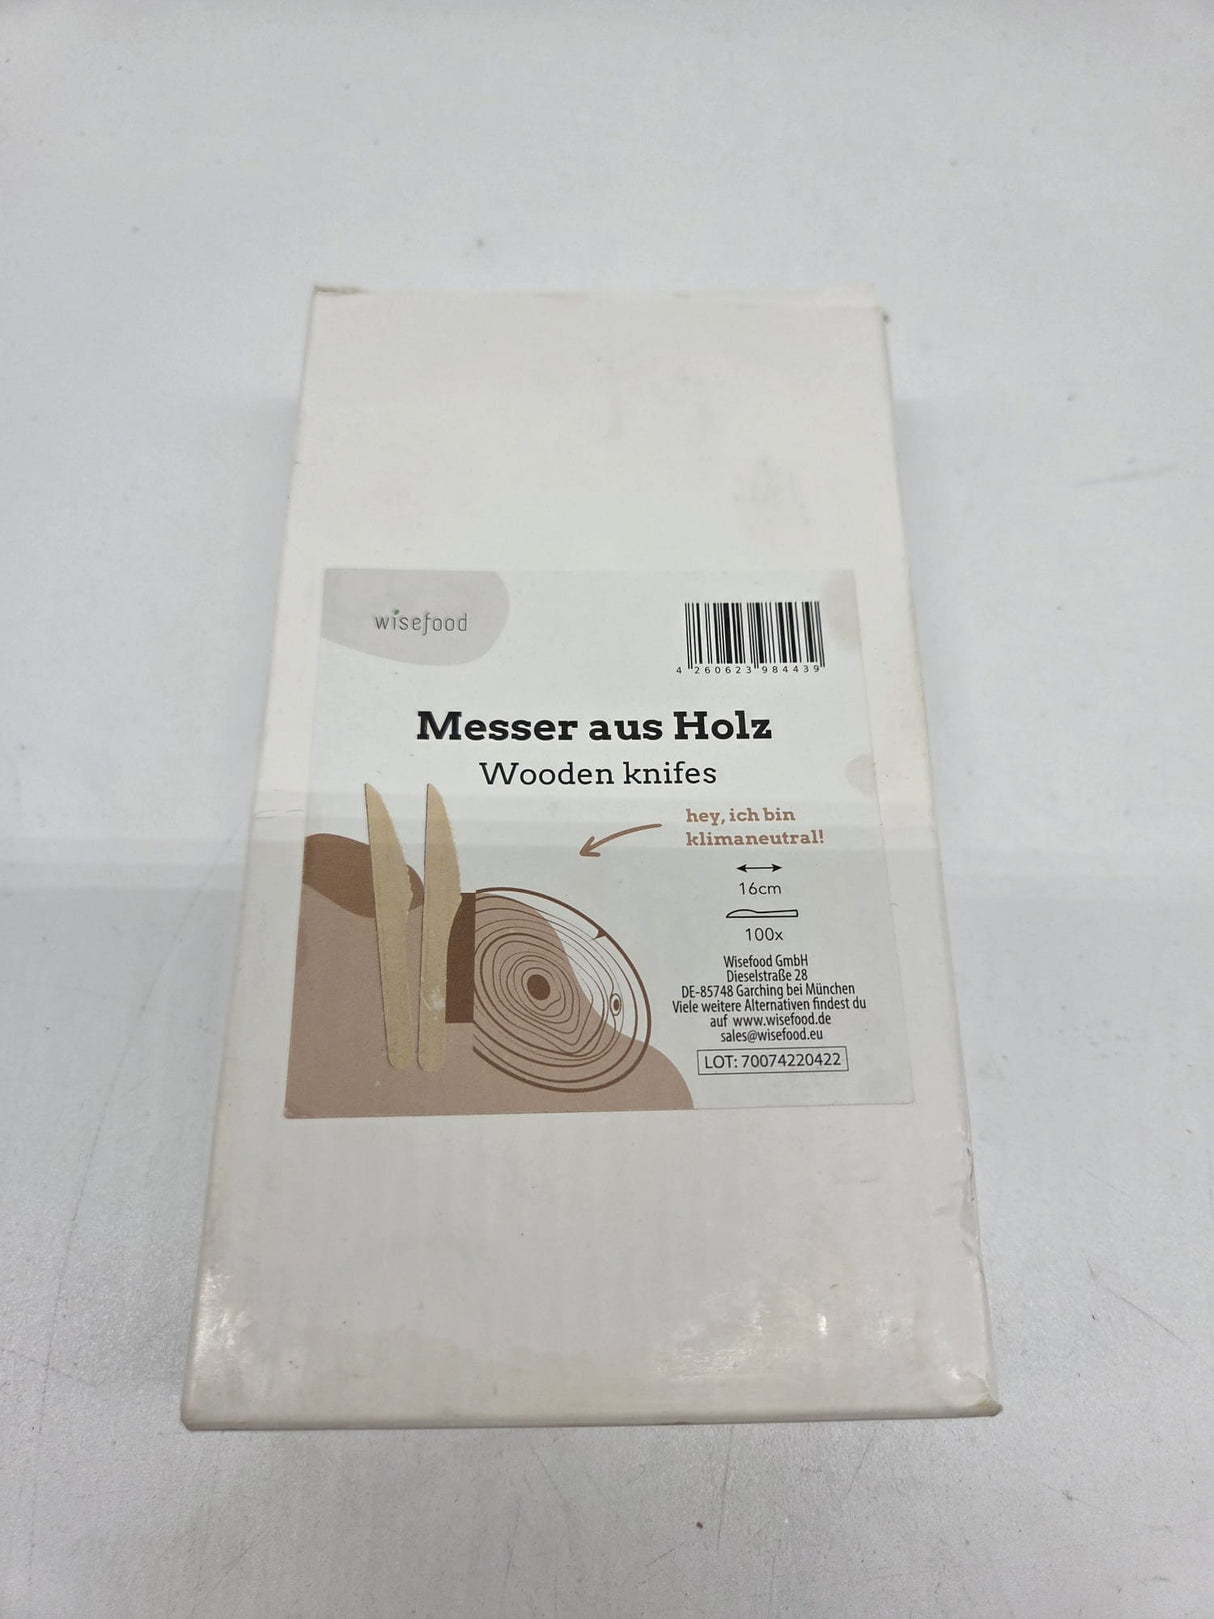 wisefood
4 260623 984439
Messer aus Holz
Wooden knifes
hey, ich bin
klimaneutral!
16cm
100x
Wisefood GmbH
Dieselstraße 28
DE-85748 Garching bei München
Viele weitere Alternativen findest du
auf www.wisefood.de
sales@wisefood.eu
LOT: 70074220422